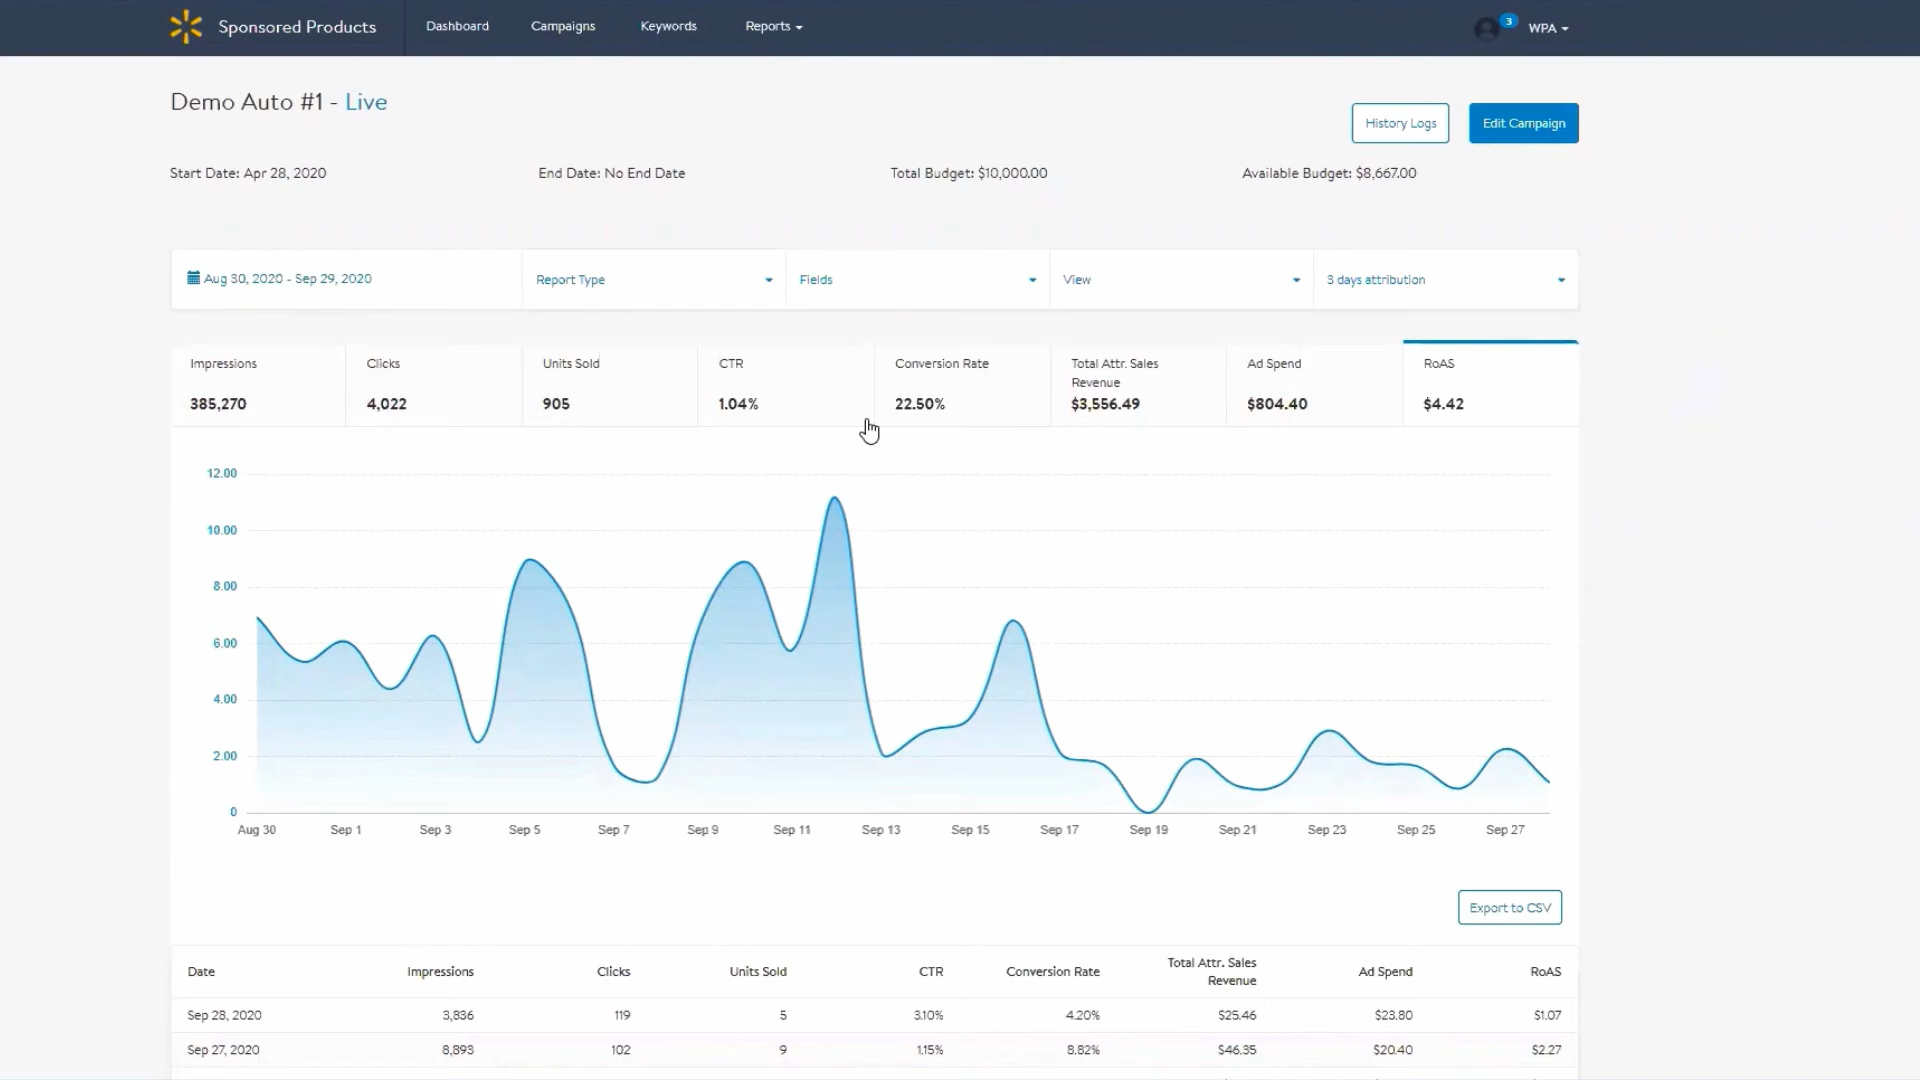 Sponsored Products Dashboard Campaigns Keywords Reports 3 WPA
Demo Auto #1 - Live
History Logs Edit Campaign
Start Date: Apr 28, 2020 End Date: No End Date Total Budget: $10,000.00 Available Budget: $8,667.00
Aug 30, 2020 - Sep 29, 2020 Report Type Fields View 3 days attribution
Impressions Clicks Units Sold CTR Conversion Rate Total Attr. Sales Revenue Ad Spend RoAS
385,270 4,022 905 1.04% 22.50% $3,556.49 $804.40 $4.42
12.00
10.00
8.00
6.00
4.00
2.00
0
Aug 30 Sep 1 Sep 3 Sep 5 Sep 7 Sep 9 Sep 11 Sep 13 Sep 15 Sep 17 Sep 19 Sep 21 Sep 23 Sep 25 Sep 27
Export to CSV
Date Impressions Clicks Units Sold CTR Conversion Rate Total Attr. Sales Revenue Ad Spend RoAS
Sep 28, 2020 3,836 119 5 3.10% 4.20% $25.46 $23.80 $1.07
Sep 27, 2020 8,893 102 9 1.15% 8.82% $46.35 $20.40 $2.27